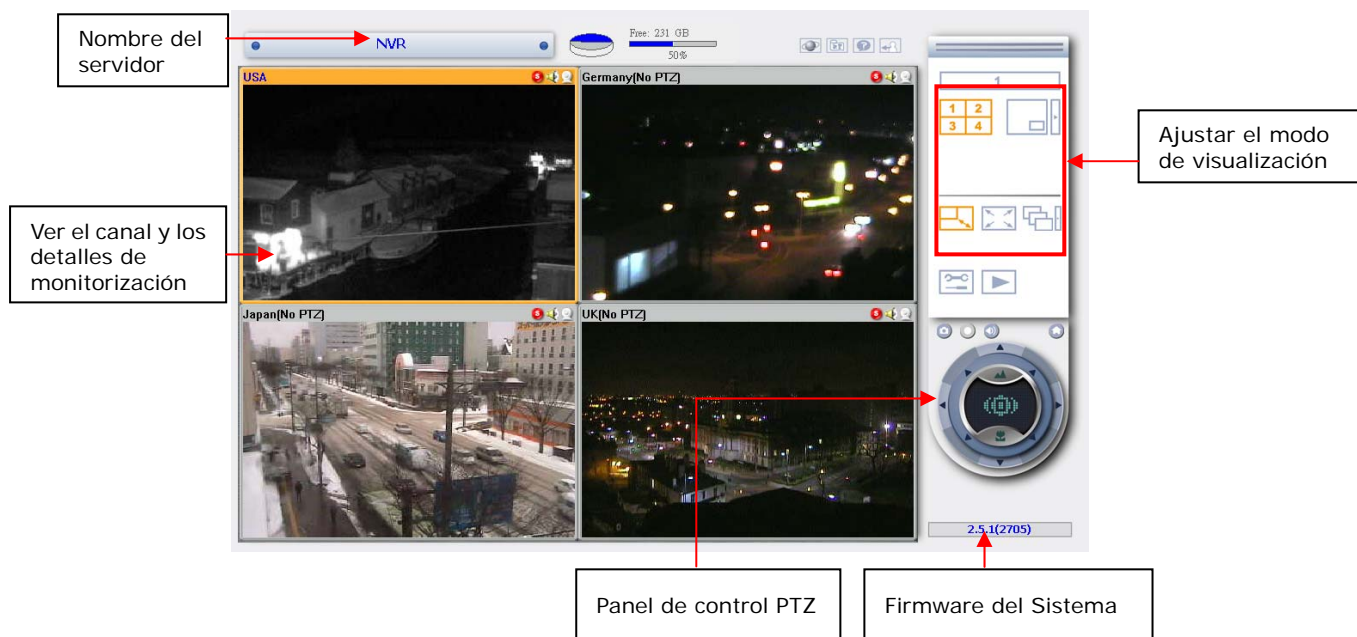 Nombre del
servidor
NVR
Free: 231 GB
50%
USA
Germany(No PTZ)
1
1 2
3 4
Ajustar el modo
de visualización
Ver el canal y los
detalles de
monitorización
Japan(No PTZ)
UK(No PTZ)
2.5.1(2705)
Panel de control PTZ
Firmware del Sistema